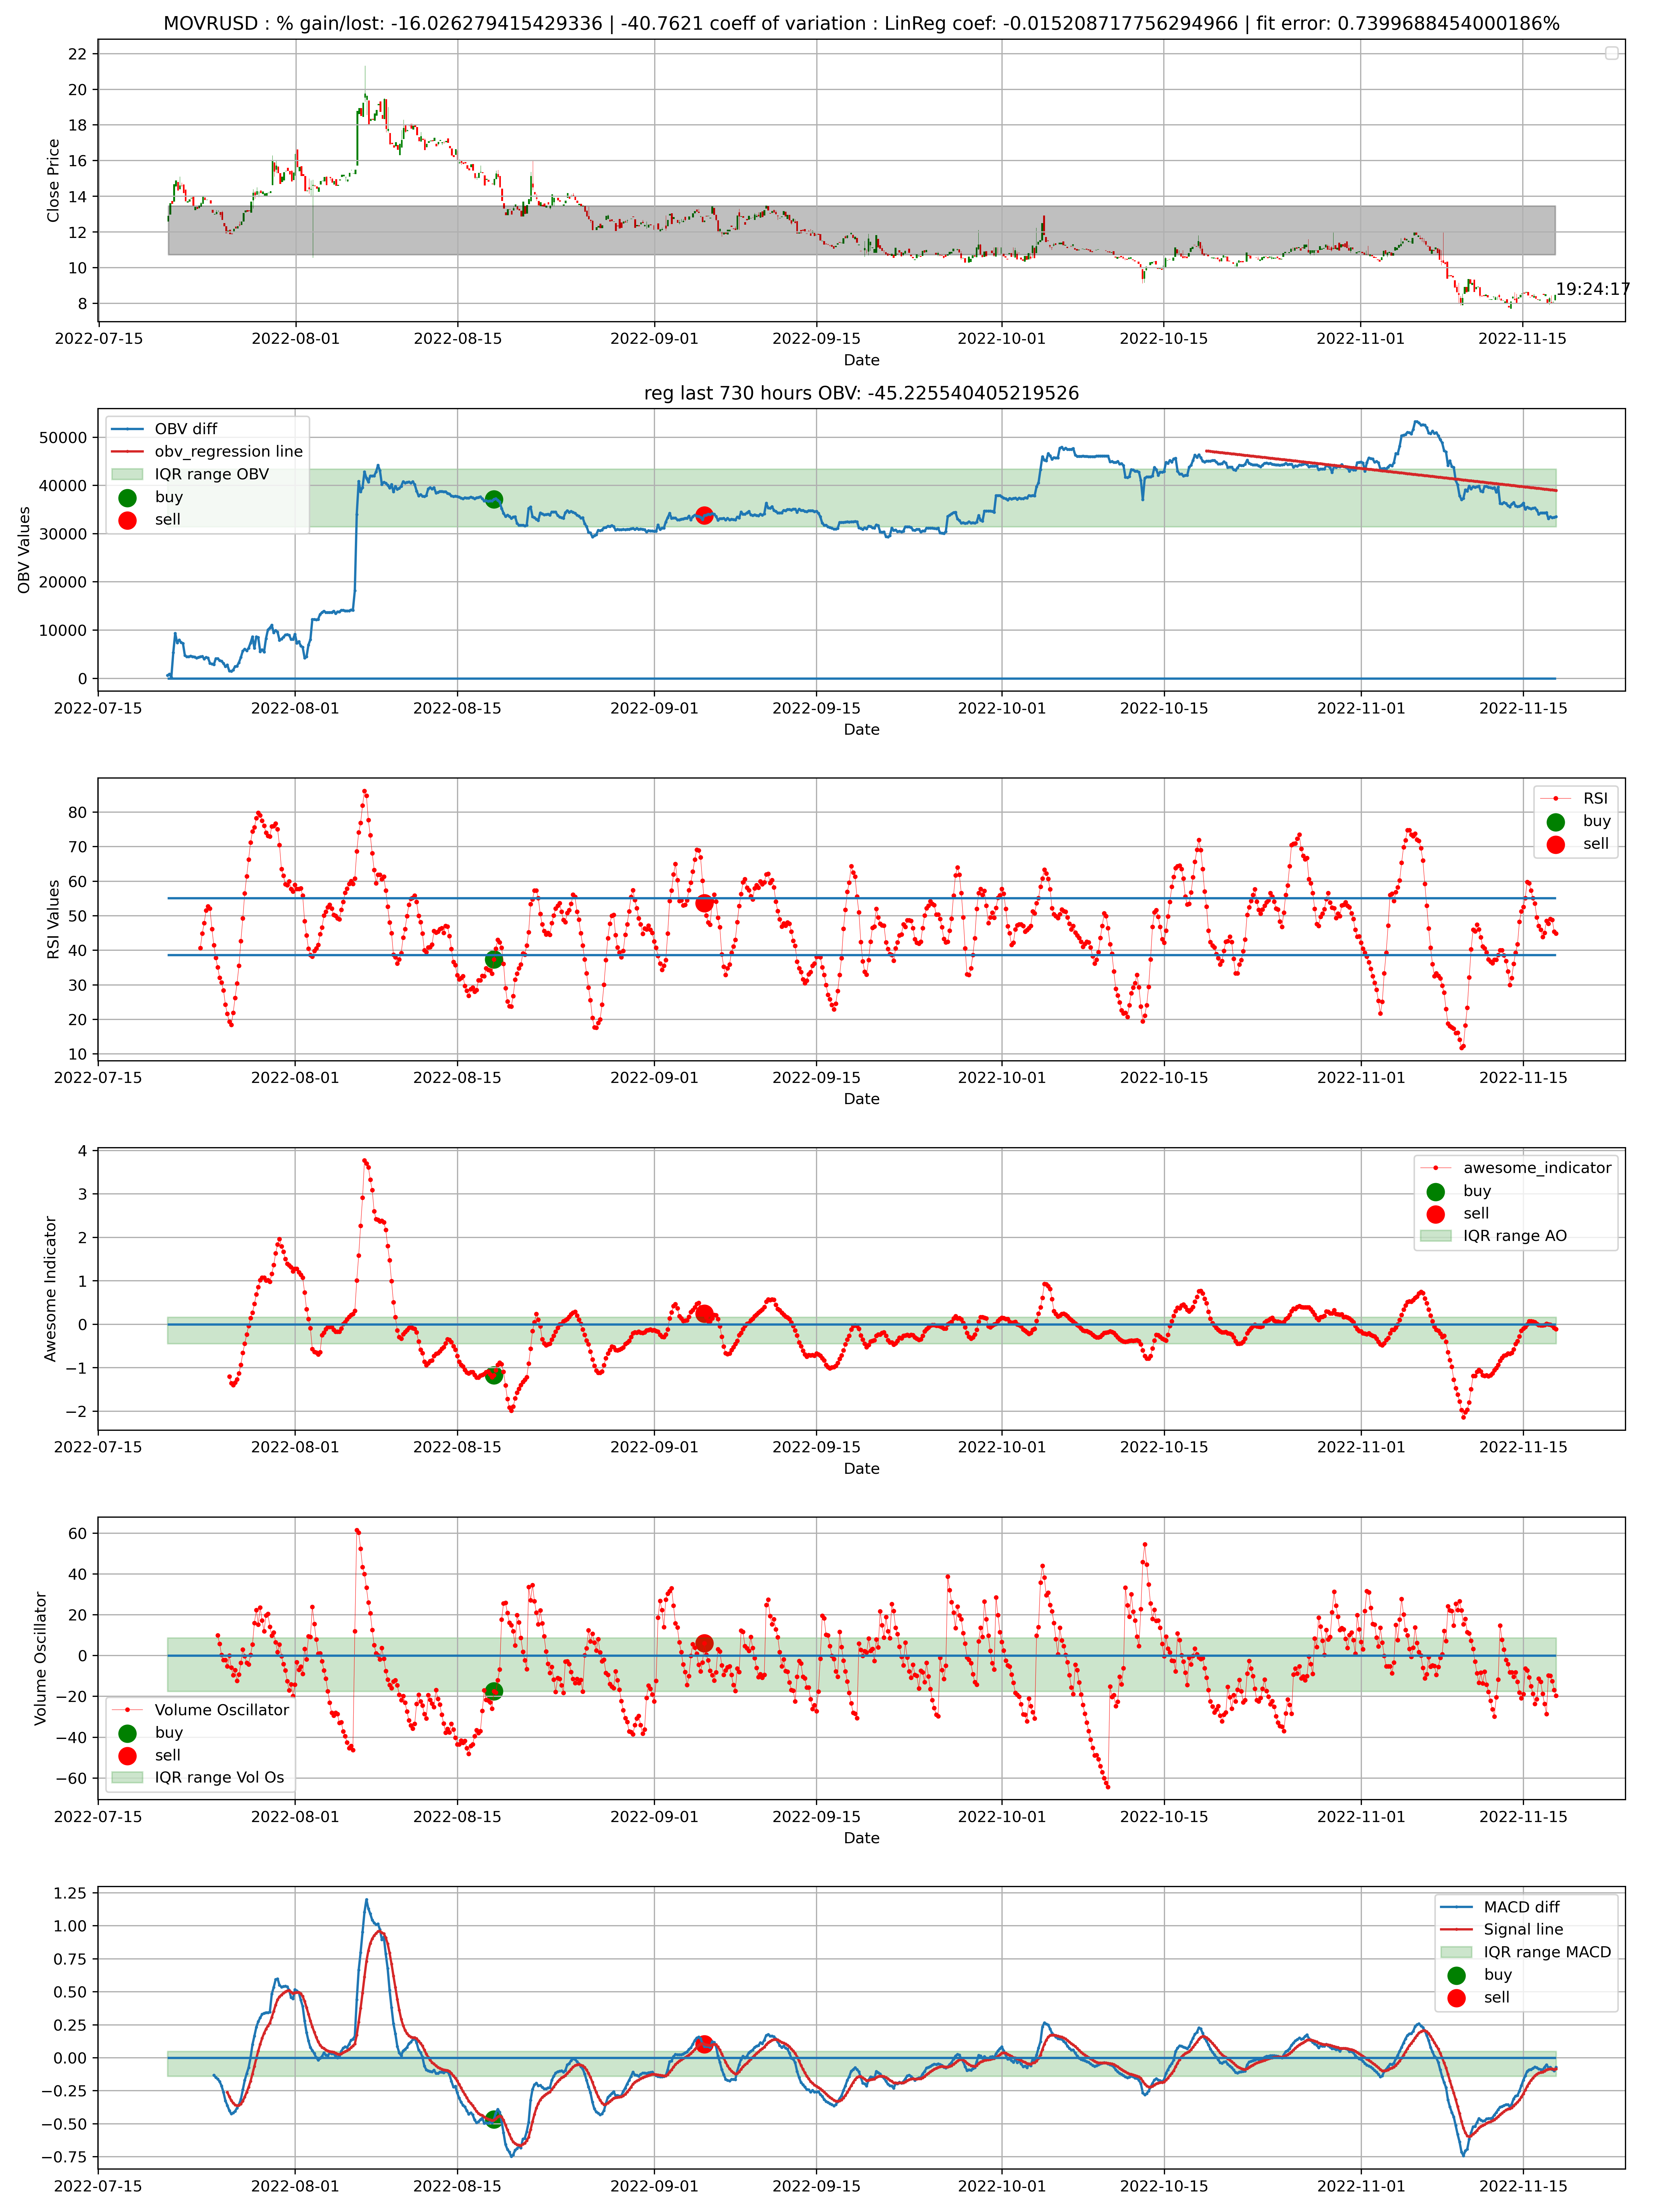 MOVRUSD : % gain/lost: -16.026279415429336 | -40.7621 coeff of variation : LinReg coef: -0.015208717756294966 | fit error: 0.7399688454000186%
22
20
18
16
14
12
10
8
Close Price
19:24:17
2022-07-15 2022-08-01 2022-08-15 2022-09-01 2022-09-15 2022-10-01 2022-10-15 2022-11-01 2022-11-15
Date
reg last 730 hours OBV: -45.225540405219526
50000
40000
30000
20000
10000
0
OBV Values
OBV diff
obv_regression line
IQR range OBV
buy
sell
2022-07-15 2022-08-01 2022-08-15 2022-09-01 2022-09-15 2022-10-01 2022-10-15 2022-11-01 2022-11-15
Date
80
70
60
50
40
30
20
10
RSI Values
RSI
buy
sell
2022-07-15 2022-08-01 2022-08-15 2022-09-01 2022-09-15 2022-10-01 2022-10-15 2022-11-01 2022-11-15
Date
4
3
2
1
0
−1
−2
Awesome Indicator
awesome_indicator
buy
sell
IQR range AO
2022-07-15 2022-08-01 2022-08-15 2022-09-01 2022-09-15 2022-10-01 2022-10-15 2022-11-01 2022-11-15
Date
60
40
20
0
−20
−40
−60
Volume Oscillator
Volume Oscillator
buy
sell
IQR range Vol Os
2022-07-15 2022-08-01 2022-08-15 2022-09-01 2022-09-15 2022-10-01 2022-10-15 2022-11-01 2022-11-15
Date
1.25
1.00
0.75
0.50
0.25
0.00
−0.25
−0.50
−0.75
MACD diff
Signal line
IQR range MACD
buy
sell
2022-07-15 2022-08-01 2022-08-15 2022-09-01 2022-09-15 2022-10-01 2022-10-15 2022-11-01 2022-11-15